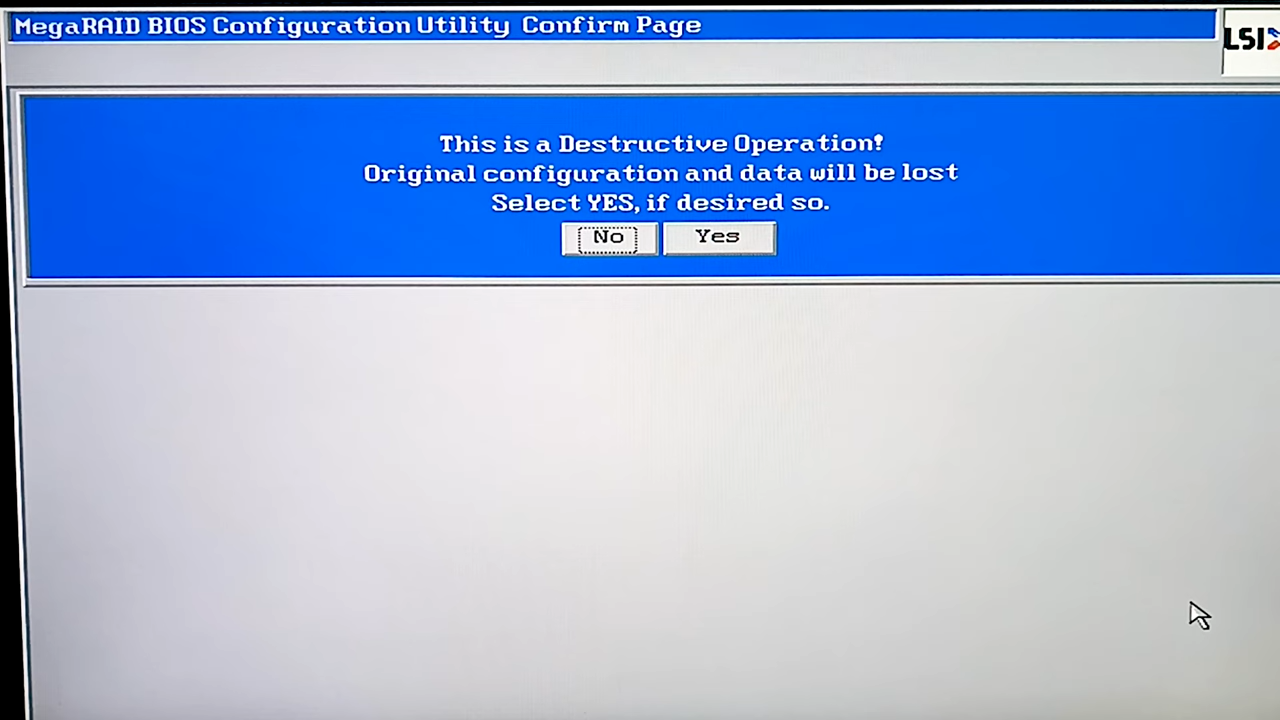 MegaRAID BIOS Configuration Utility Confirm Page
LSI
This is a Destructive Operation!
Original configuration and data will be lost
Select YES, if desired so.
No Yes